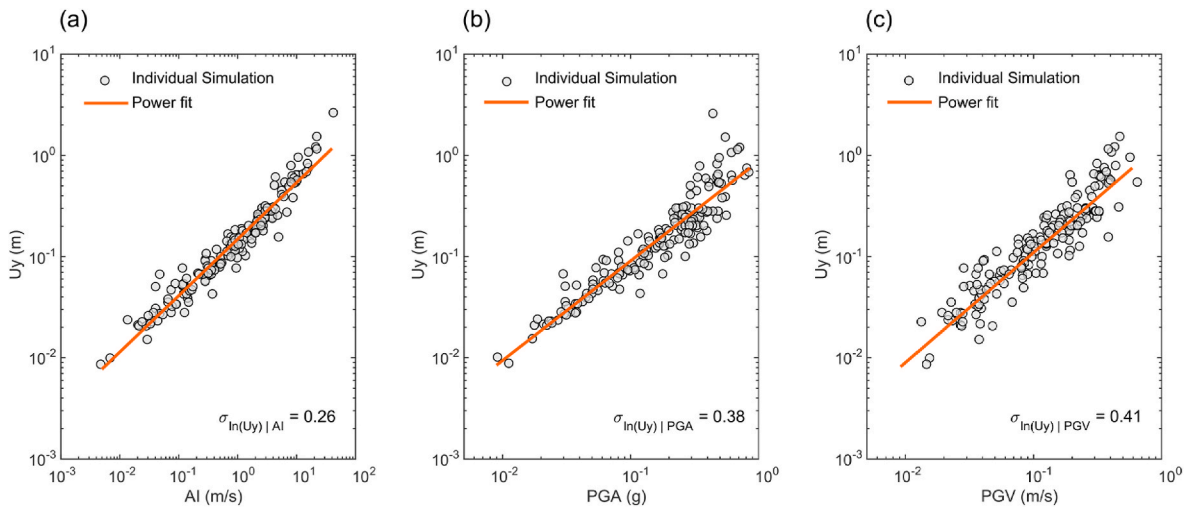 (a)
10^1
10^0
10^-1
10^-2
10^-3
Uy (m)
Individual Simulation
Power fit
σ_ln(Uy) | AI = 0.26
10^-3 10^-2 10^-1 10^0 10^1 10^2
AI (m/s)
(b)
10^1
10^0
10^-1
10^-2
10^-3
Uy (m)
Individual Simulation
Power fit
σ_ln(Uy) | PGA = 0.38
10^-2 10^-1 10^0
PGA (g)
(c)
10^1
10^0
10^-1
10^-2
10^-3
Uy (m)
Individual Simulation
Power fit
σ_ln(Uy) | PGV = 0.41
10^-2 10^-1 10^0
PGV (m/s)